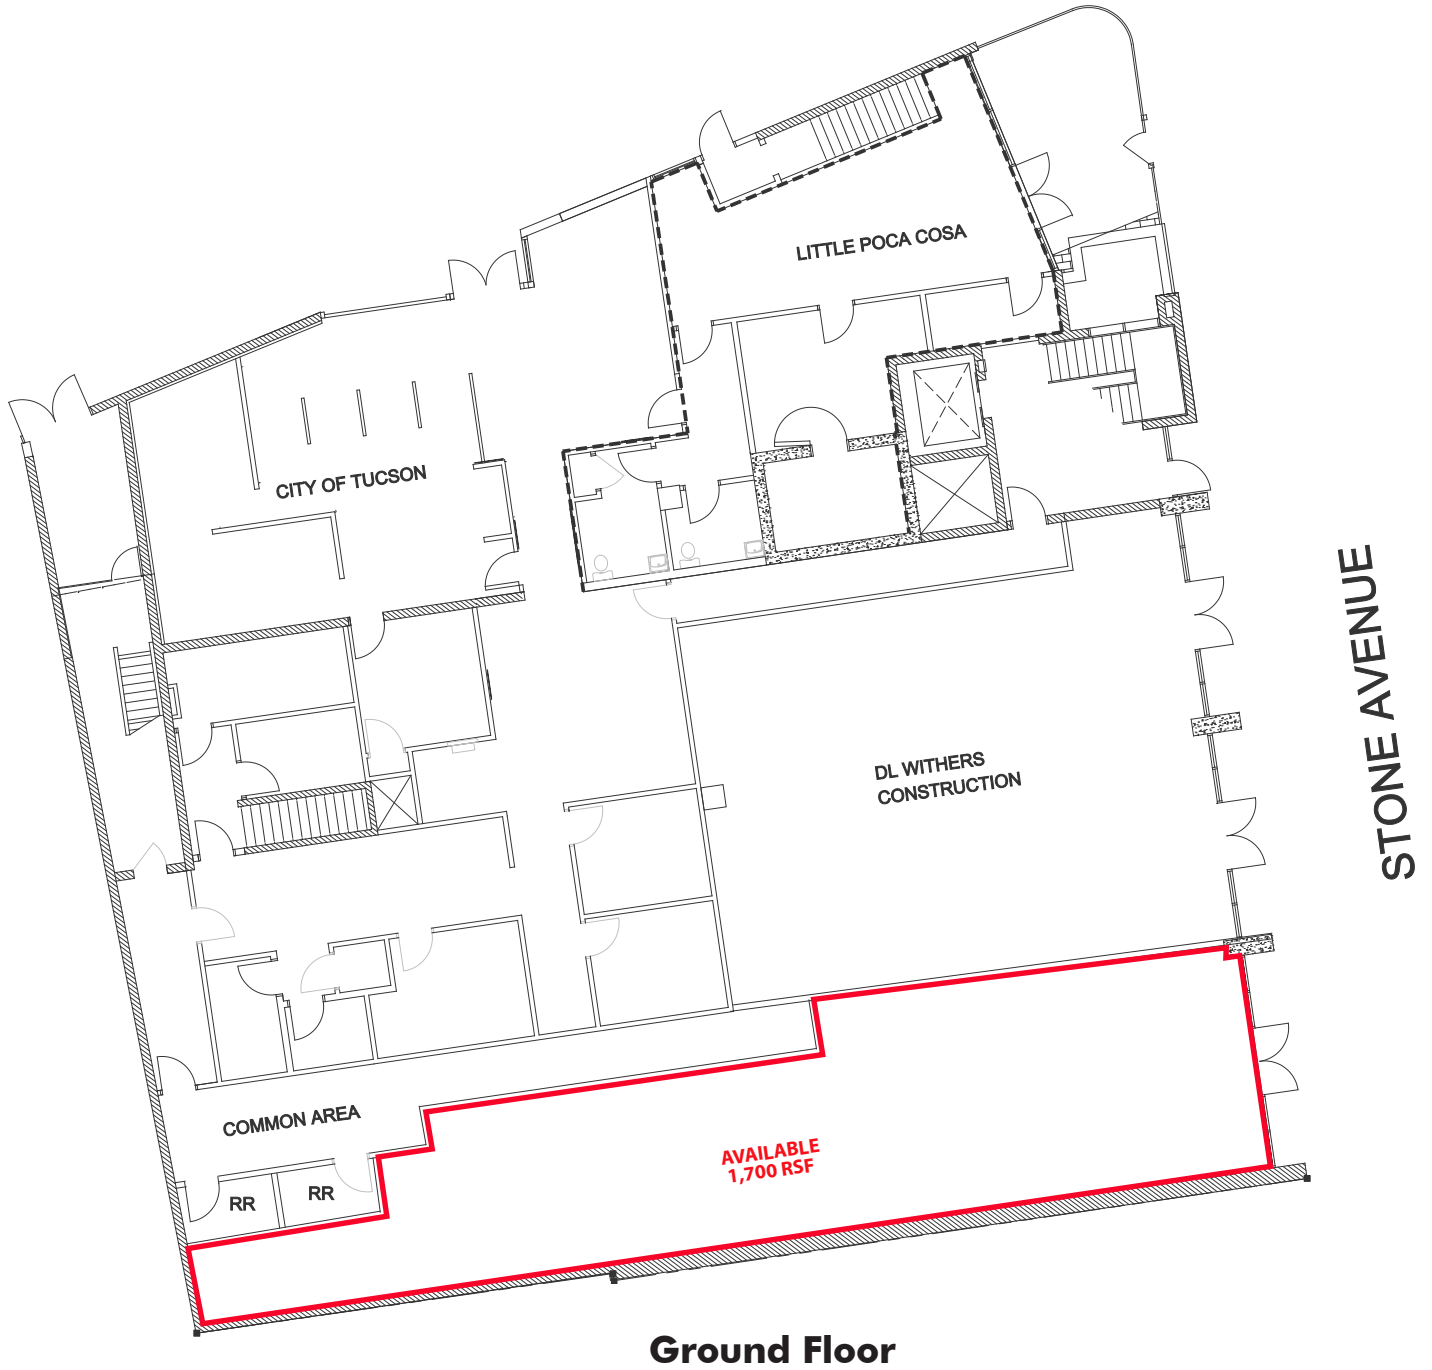 LITTLE POCA COSA
CITY OF TUCSON
STONE AVENUE
DL WITHERS
CONSTRUCTION
COMMON AREA
AVAILABLE
1,700 RSF
RR
RR
Ground Floor